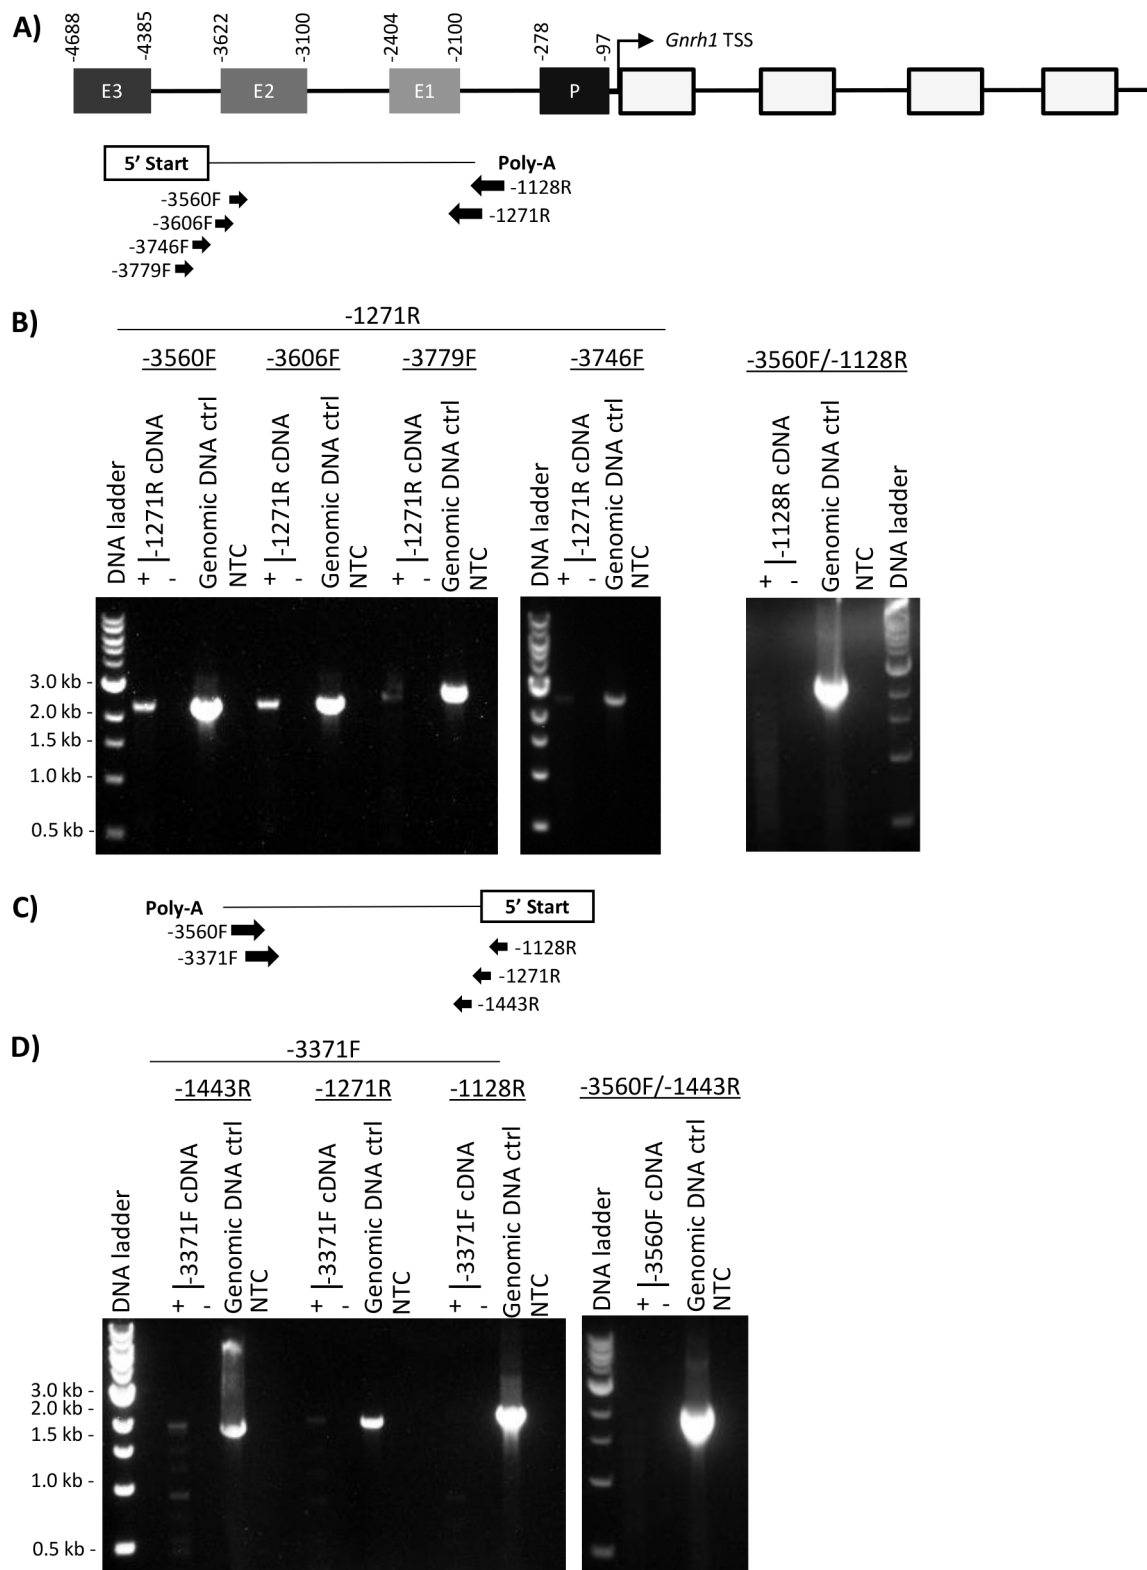 A)
-4688
-4385
-3622
-3100
-2404
-2100
-278
-97
Gnrh1 TSS
E3
E2
E1
P
5’ Start
Poly-A
-1128R
-3560F
-1271R
-3606F
-3746F
-3779F
B)
-1271R
-3560F
-3606F
-3779F
-3746F
-3560F/-1128R
DNA ladder
+
-
-1271R cDNA
Genomic DNA ctrl
NTC
+
-
-1271R cDNA
Genomic DNA ctrl
NTC
+
-
-1271R cDNA
Genomic DNA ctrl
NTC
DNA ladder
+
-
-1271R cDNA
Genomic DNA ctrl
NTC
+
-
-1128R cDNA
Genomic DNA ctrl
NTC
DNA ladder
3.0 kb -
2.0 kb -
1.5 kb -
1.0 kb -
0.5 kb -
C)
Poly-A
5’ Start
-3560F
-1128R
-3371F
-1271R
-1443R
D)
-3371F
-1443R
-1271R
-1128R
-3560F/-1443R
DNA ladder
+
-
-3371F cDNA
Genomic DNA ctrl
NTC
+
-
-3371F cDNA
Genomic DNA ctrl
NTC
+
-
-3371F cDNA
Genomic DNA ctrl
NTC
DNA ladder
+
-
-3560F cDNA
Genomic DNA ctrl
NTC
3.0 kb -
2.0 kb -
1.5 kb -
1.0 kb -
0.5 kb -